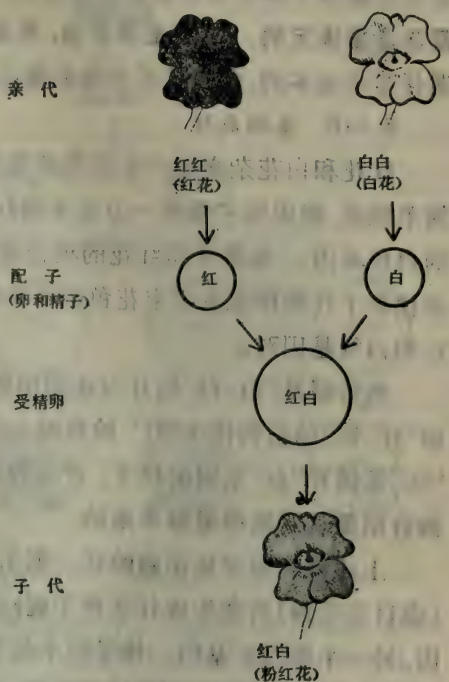 亲 代
红红 白白
(红花) (白花)
配 子
(卵和精子)
红 白
受精卵
红白
子 代
红白
(粉红花)